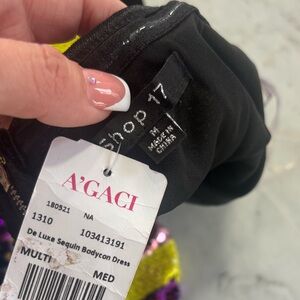 Shop 17
M
MADE IN
CHINA
A'GACI
180521 NA
1310 103413191
De Luxe Sequin Bodycon Dress
MULTI MED